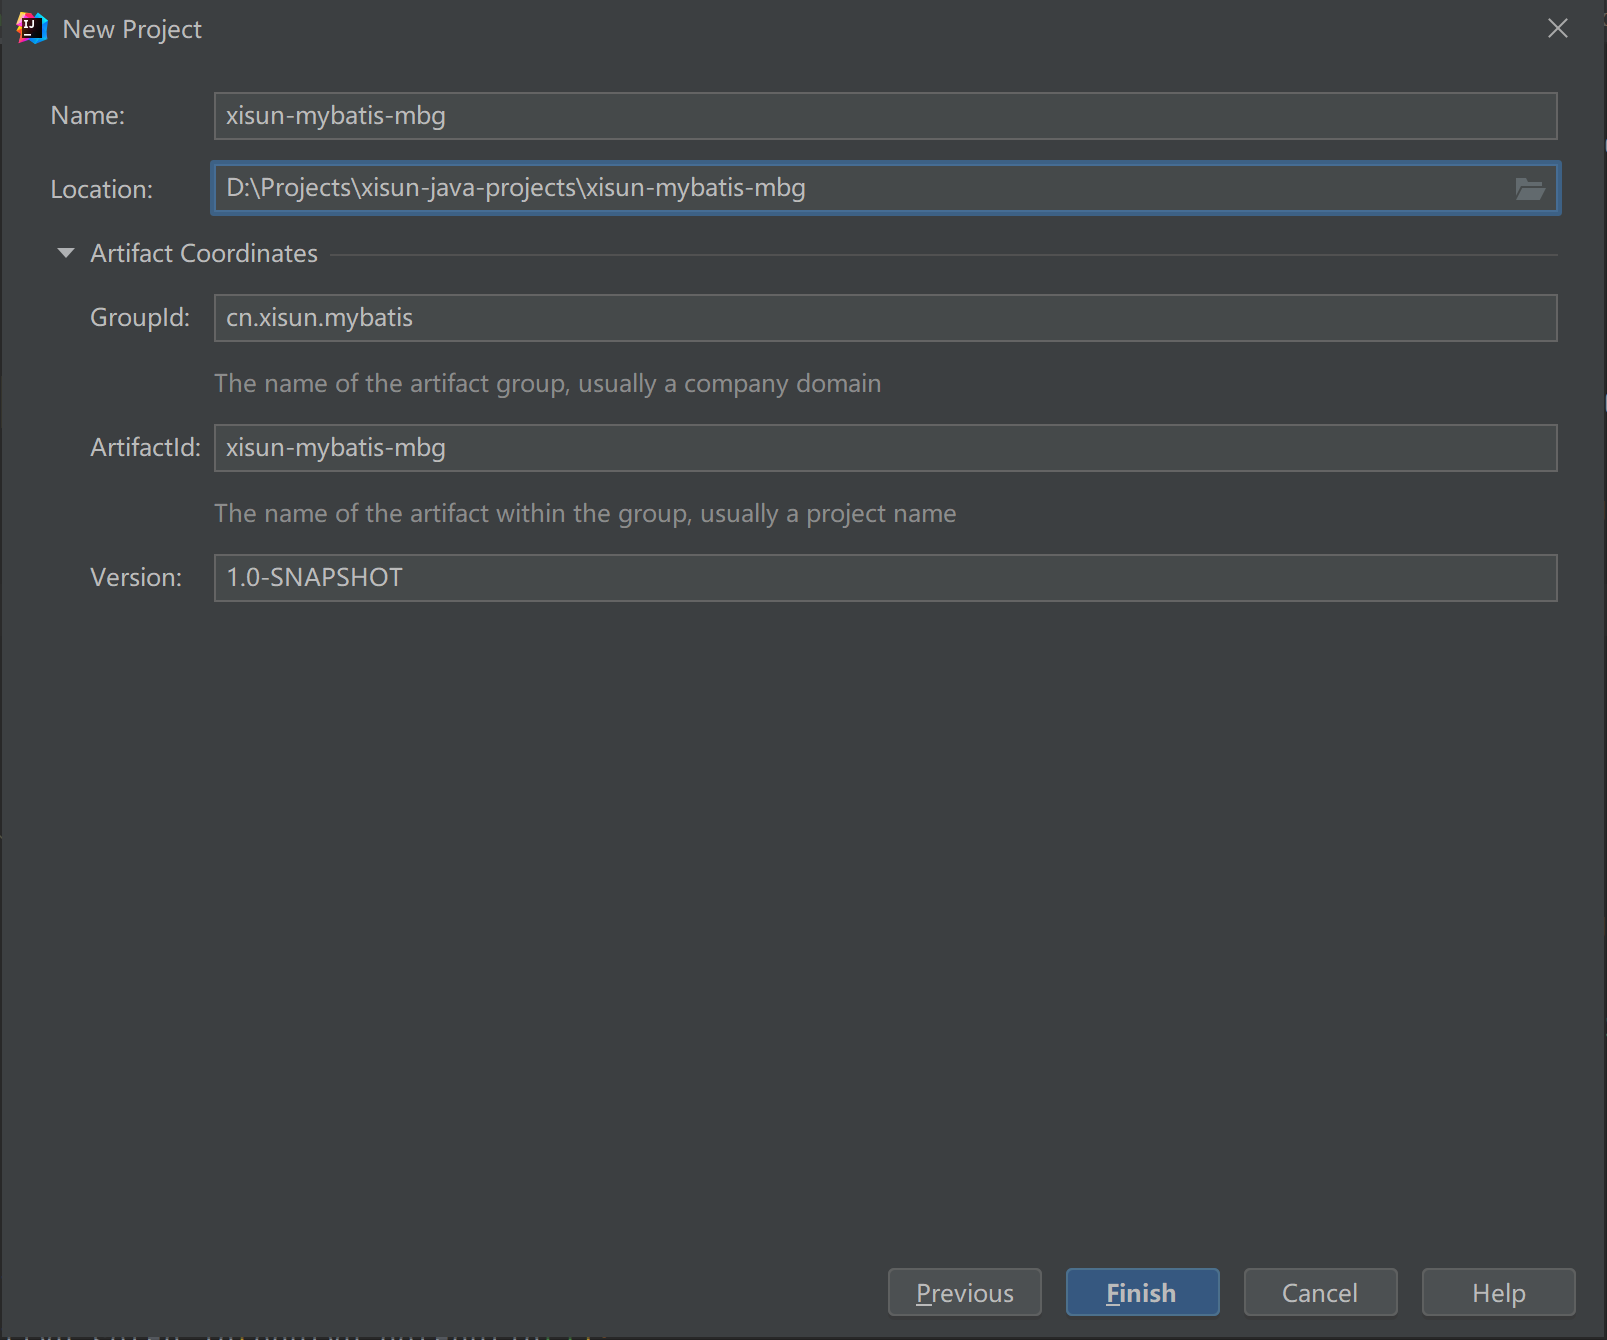 New Project
Name: xisun-mybatis-mbg
Location: D:\Projects\xisun-java-projects\xisun-mybatis-mbg
Artifact Coordinates
GroupId: cn.xisun.mybatis
The name of the artifact group, usually a company domain
ArtifactId: xisun-mybatis-mbg
The name of the artifact within the group, usually a project name
Version: 1.0-SNAPSHOT
Previous Finish Cancel Help